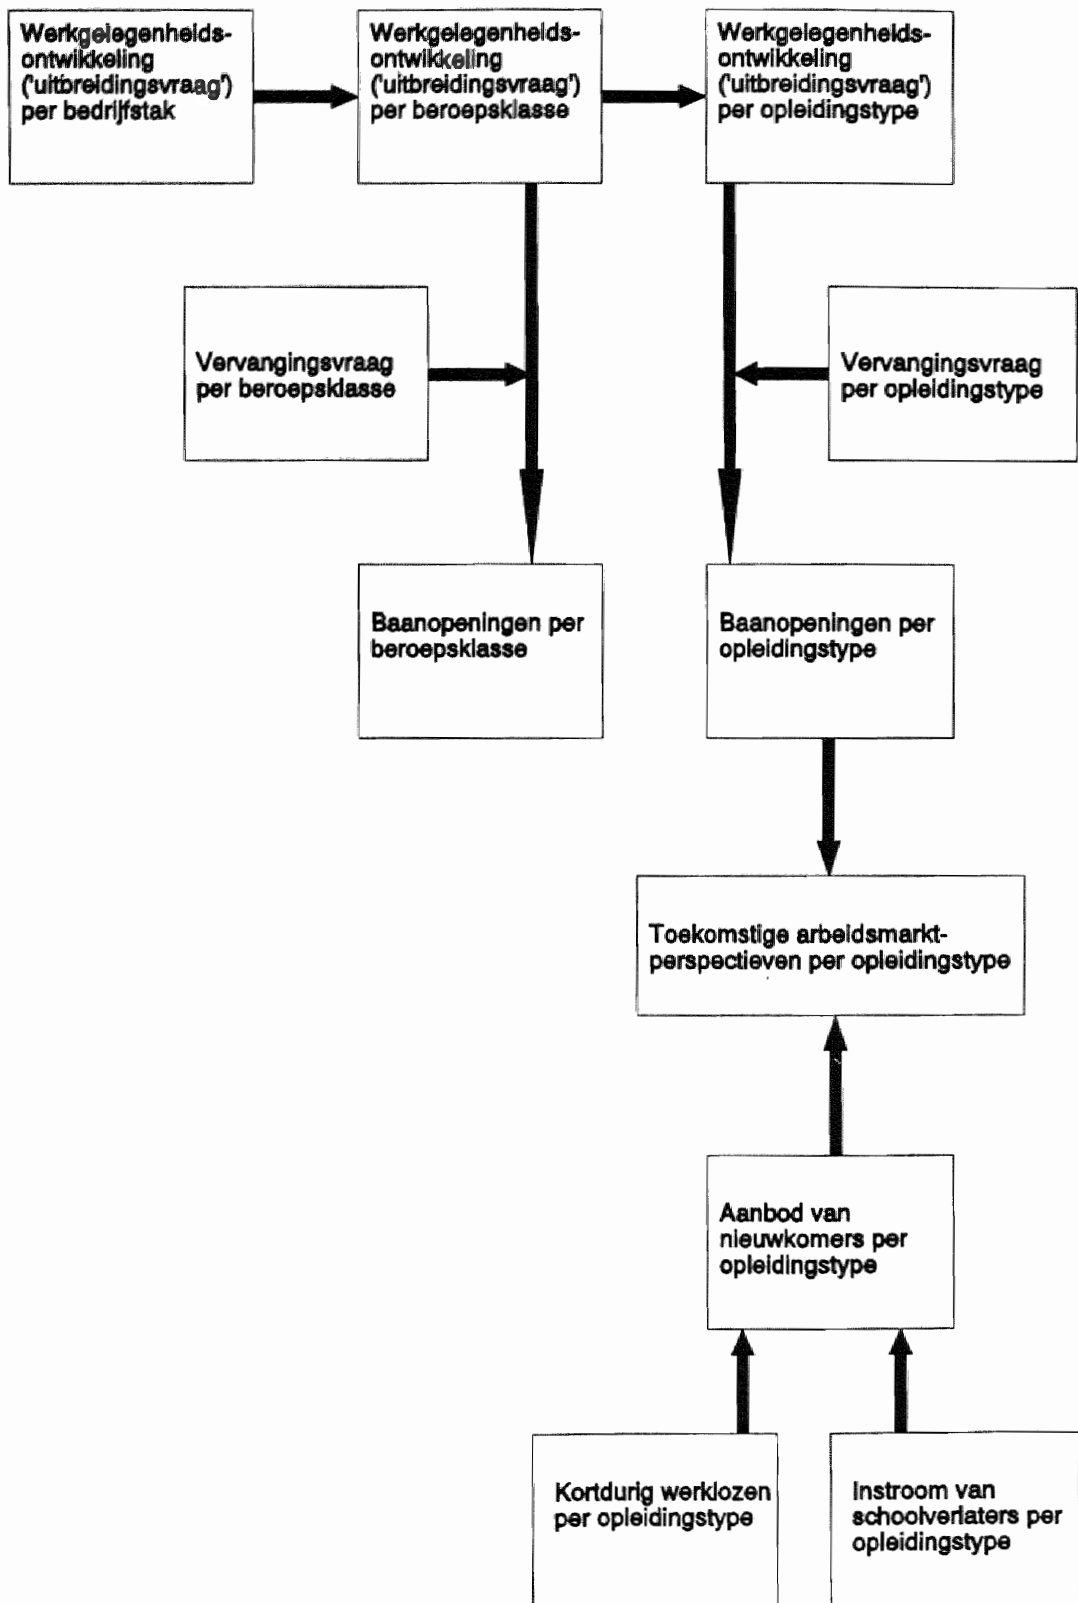 Werkgelegenheids-
ontwikkeling
('uitbreidingsvraag')
per bedrijfstak
Werkgelegenheids-
ontwikkeling
('uitbreidingsvraag')
per beroepsklasse
Werkgelegenheids-
ontwikkeling
('uitbreidingsvraag')
per opleidingstype
Vervangingsvraag
per beroepsklasse
Vervangingsvraag
per opleidingstype
Baanopeningen per
beroepsklasse
Baanopeningen per
opleidingstype
Toekomstige arbeidsmarkt-
perspectieven per opleidingstype
Aanbod van
nieuwkomers per
opleidingstype
Kortdurig werklozen
per opleidingstype
Instroom van
schoolverlaters per
opleidingstype